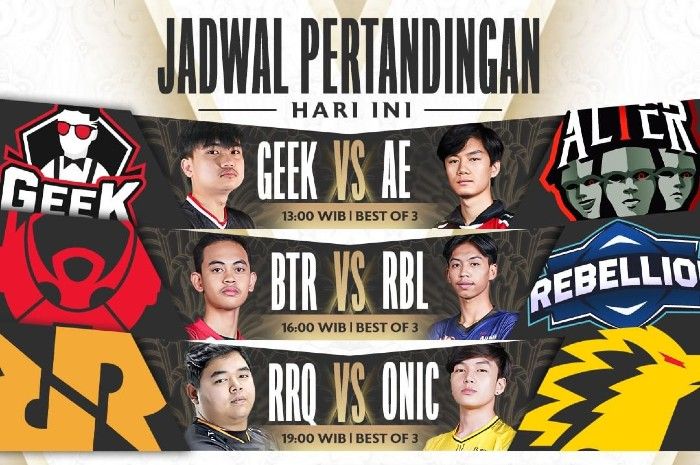 JADWAL PERTANDINGAN
HARI INI
GEEK
GEEK VS AE
13:00 WIB | BEST OF 3
ALTER
BTR VS RBL
16:00 WIB | BEST OF 3
REBELLIO
RRQ VS ONIC
19:00 WIB | BEST OF 3